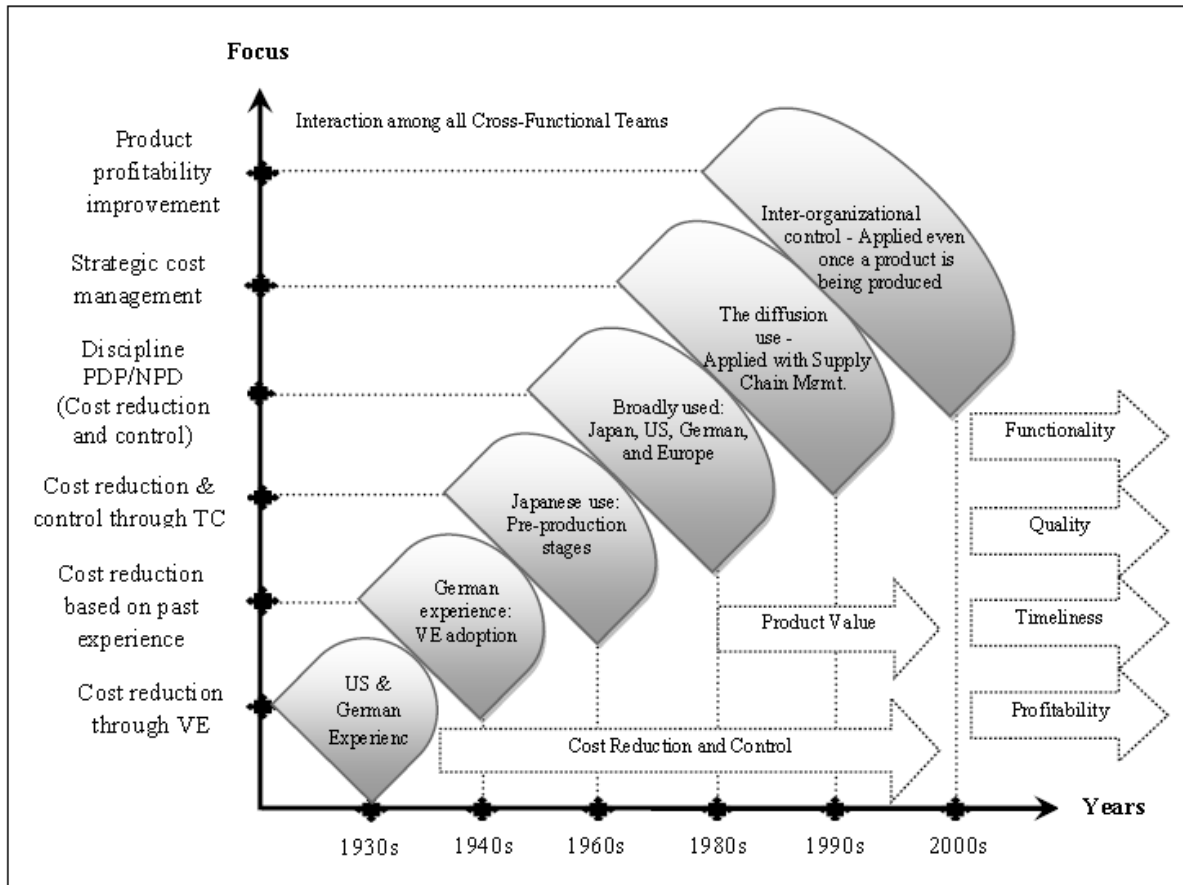 Focus
Interaction among all Cross-Functional Teams
Product
profitability
improvement
Strategic cost
management
Discipline
PDP/NPD
(Cost reduction
and control)
Cost reduction &
control through TC
Cost reduction
based on past
experience
Cost reduction
through VE
Inter-organizational
control - Applied even
once a product is
being produced
The diffusion
use -
Applied with Supply
Chain Mgmt.
Broadly used:
Japan, US, German,
and Europe
Japanese use:
Pre-production
stages
German
experience:
VE adoption
US &
German
Experienc
Functionality
Quality
Timeliness
Profitability
Product Value
Cost Reduction and Control
Years
1930s
1940s
1960s
1980s
1990s
2000s